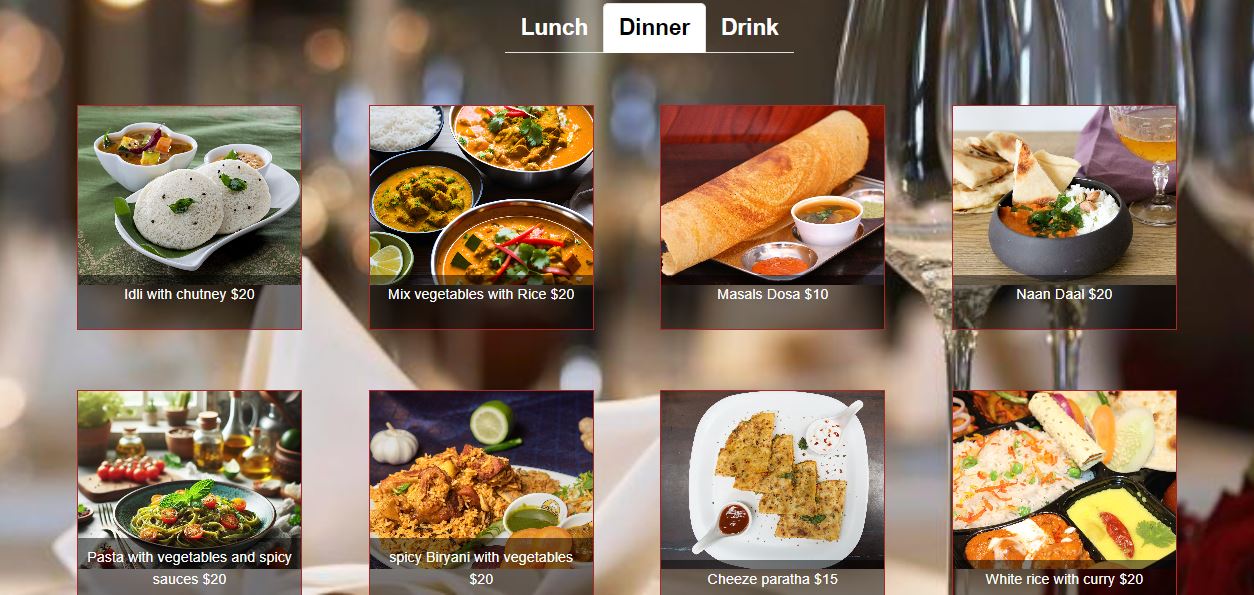 Lunch Dinner Drink
Idli with chutney $20
Mix vegetables with Rice $20
Masals Dosa $10
Naan Daal $20
Pasta with vegetables and spicy
sauces $20
spicy Biryani with vegetables
$20
Cheeze paratha $15
White rice with curry $20